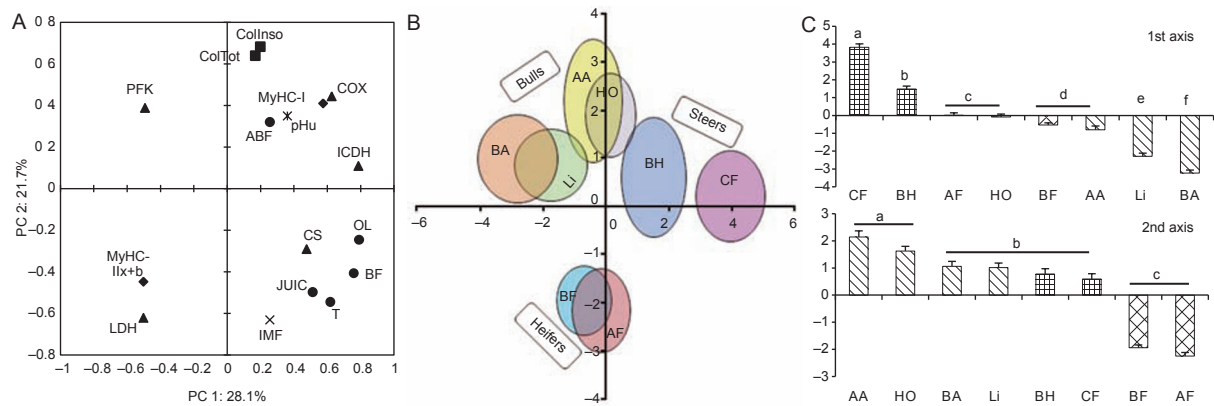 A
0 8
0 6
0 4
0 2
0
–0.2
–0.4
–0.6
–0.8
PC 2: 21.7%
–1
–0.8
–0.6
–0.4
–0.2
0
0.2
0.4
0.6
0.8
1
PC 1: 28.1%
ColInso
ColTot
PFK
COX
MyHC-I
pHu
ABF
ICDH
OL
CS
BF
MyHC-
IIx+b
JUIC
T
LDH
IMF
B
4
3
2
1
0
–1
–2
–3
–4
–6
–4
–2
0
2
4
6
Bulls
AA
HO
Steers
BA
Li
BH
CF
BF
AF
Heifers
C
1st axis
5
4
3
2
1
0
–1
–2
–3
–4
a
b
c
d
e
f
CF BH AF HO BF AA Li BA
2nd axis
3
2
1
0
–1
–2
–3
a
b
c
AA HO BA Li BH CF BF AF